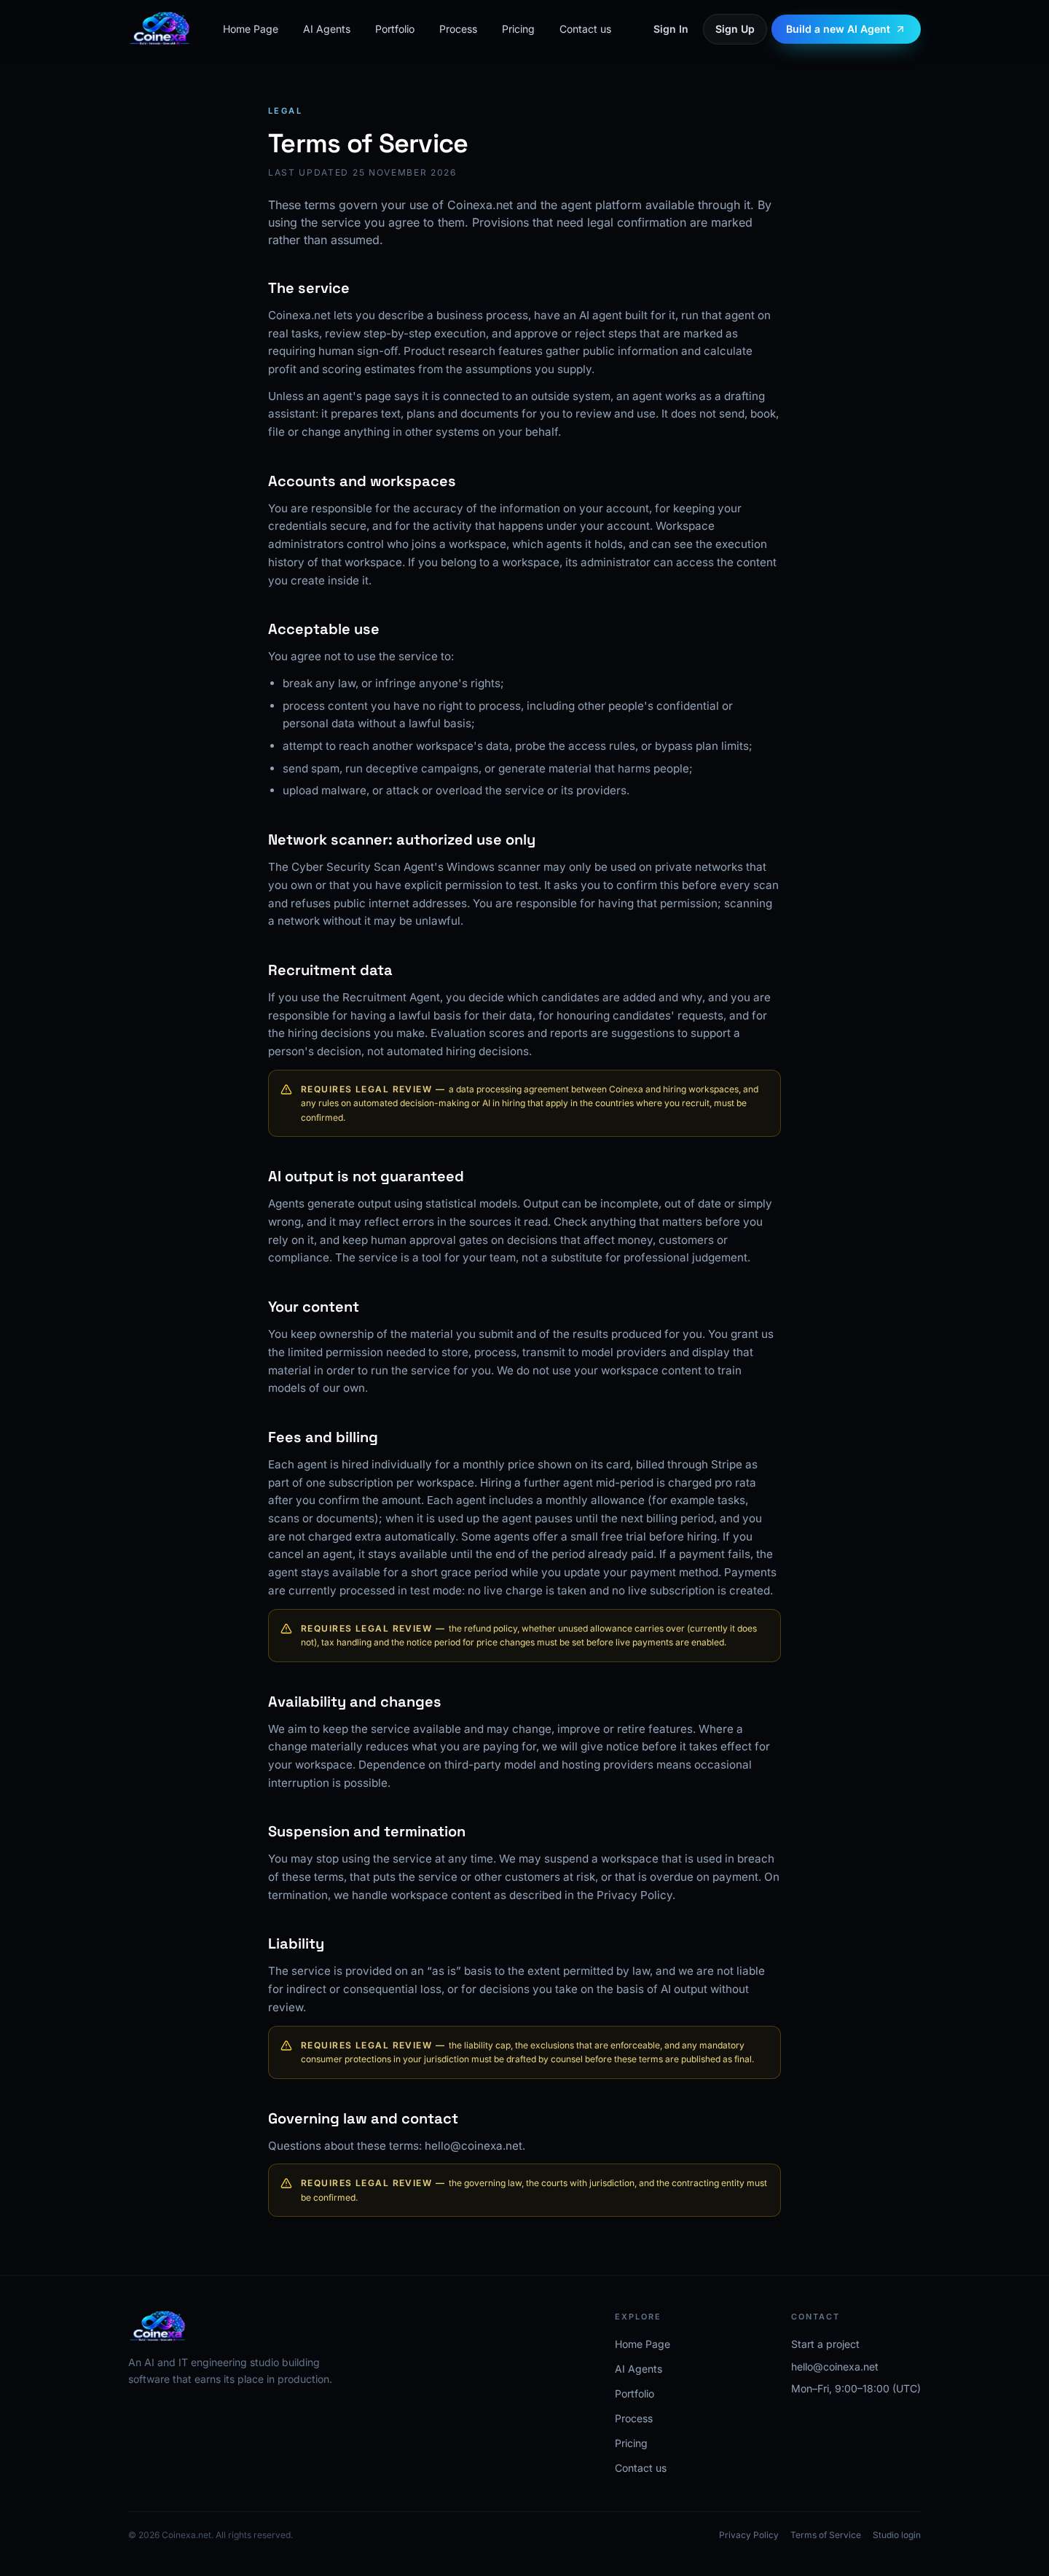 Coinexa
Home Page
AI Agents
Portfolio
Process
Pricing
Contact us
Sign In
Sign Up
Build a new AI Agent
LEGAL
Terms of Service
LAST UPDATED 25 NOVEMBER 2026
These terms govern your use of Coinexa.net and the agent platform available through it. By
using the service you agree to them. Provisions that need legal confirmation are marked
rather than assumed.
The service
Coinexa.net lets you describe a business process, have an AI agent built for it, run that agent on
real tasks, review step-by-step execution, and approve or reject steps that are marked as
requiring human sign-off. Product research features gather public information and calculate
profit and scoring estimates from the assumptions you supply.
Unless an agent's page says it is connected to an outside system, an agent works as a drafting
assistant: it prepares text, plans and documents for you to review and use. It does not send, book,
file or change anything in other systems on your behalf.
Accounts and workspaces
You are responsible for the accuracy of the information on your account, for keeping your
credentials secure, and for the activity that happens under your account. Workspace
administrators control who joins a workspace, which agents it holds, and can see the execution
history of that workspace. If you belong to a workspace, its administrator can access the content
you create inside it.
Acceptable use
You agree not to use the service to:
• break any law, or infringe anyone's rights;
• process content you have no right to process, including other people's confidential or
personal data without a lawful basis;
• attempt to reach another workspace's data, probe the access rules, or bypass plan limits;
• send spam, run deceptive campaigns, or generate material that harms people;
• upload malware, or attack or overload the service or its providers.
Network scanner: authorized use only
The Cyber Security Scan Agent's Windows scanner may only be used on private networks that
you own or that you have explicit permission to test. It asks you to confirm this before every scan
and refuses public internet addresses. You are responsible for having that permission; scanning
a network without it may be unlawful.
Recruitment data
If you use the Recruitment Agent, you decide which candidates are added and why, and you are
responsible for having a lawful basis for their data, for honouring candidates' requests, and for
the hiring decisions you make. Evaluation scores and reports are suggestions to support a
person's decision, not automated hiring decisions.
REQUIRES LEGAL REVIEW — a data processing agreement between Coinexa and hiring workspaces, and
any rules on automated decision-making or AI in hiring that apply in the countries where you recruit, must be
confirmed.
AI output is not guaranteed
Agents generate output using statistical models. Output can be incomplete, out of date or simply
wrong, and it may reflect errors in the sources it read. Check anything that matters before you
rely on it, and keep human approval gates on decisions that affect money, customers or
compliance. The service is a tool for your team, not a substitute for professional judgement.
Your content
You keep ownership of the material you submit and of the results produced for you. You grant us
the limited permission needed to store, process, transmit to model providers and display that
material in order to run the service for you. We do not use your workspace content to train
models of our own.
Fees and billing
Each agent is hired individually for a monthly price shown on its card, billed through Stripe as
part of one subscription per workspace. Hiring a further agent mid-period is charged pro rata
after you confirm the amount. Each agent includes a monthly allowance (for example tasks,
scans or documents); when it is used up the agent pauses until the next billing period, and you
are not charged extra automatically. Some agents offer a small free trial before hiring. If you
cancel an agent, it stays available until the end of the period already paid. If a payment fails, the
agent stays available for a short grace period while you update your payment method. Payments
are currently processed in test mode: no live charge is taken and no live subscription is created.
REQUIRES LEGAL REVIEW — the refund policy, whether unused allowance carries over (currently it does
not), tax handling and the notice period for price changes must be set before live payments are enabled.
Availability and changes
We aim to keep the service available and may change, improve or retire features. Where a
change materially reduces what you are paying for, we will give notice before it takes effect for
your workspace. Dependence on third-party model and hosting providers means occasional
interruption is possible.
Suspension and termination
You may stop using the service at any time. We may suspend a workspace that is used in breach
of these terms, that puts the service or other customers at risk, or that is overdue on payment. On
termination, we handle workspace content as described in the Privacy Policy.
Liability
The service is provided on an “as is” basis to the extent permitted by law, and we are not liable
for indirect or consequential loss, or for decisions you take on the basis of AI output without
review.
REQUIRES LEGAL REVIEW — the liability cap, the exclusions that are enforceable, and any mandatory
consumer protections in your jurisdiction must be drafted by counsel before these terms are published as final.
Governing law and contact
Questions about these terms: hello@coinexa.net.
REQUIRES LEGAL REVIEW — the governing law, the courts with jurisdiction, and the contracting entity must
be confirmed.
Coinexa
An AI and IT engineering studio building
software that earns its place in production.
EXPLORE
Home Page
AI Agents
Portfolio
Process
Pricing
Contact us
CONTACT
Start a project
hello@coinexa.net
Mon–Fri, 9:00–18:00 (UTC)
© 2026 Coinexa.net. All rights reserved.
Privacy Policy
Terms of Service
Studio login